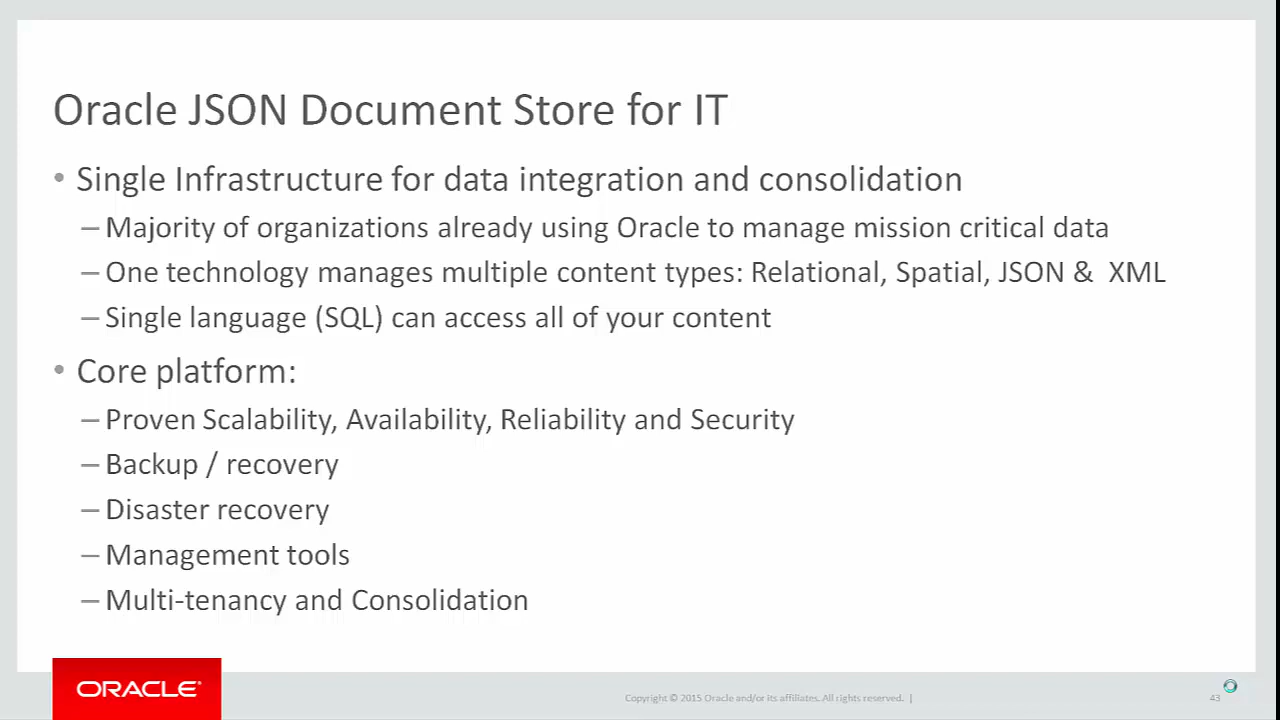 Oracle JSON Document Store for IT
• Single Infrastructure for data integration and consolidation
– Majority of organizations already using Oracle to manage mission critical data
– One technology manages multiple content types: Relational, Spatial, JSON &  XML
– Single language (SQL) can access all of your content
• Core platform:
– Proven Scalability, Availability, Reliability and Security
– Backup / recovery
– Disaster recovery
– Management tools
– Multi-tenancy and Consolidation
ORACLE®
Copyright © 2015 Oracle and/or its affiliates. All rights reserved. |
43